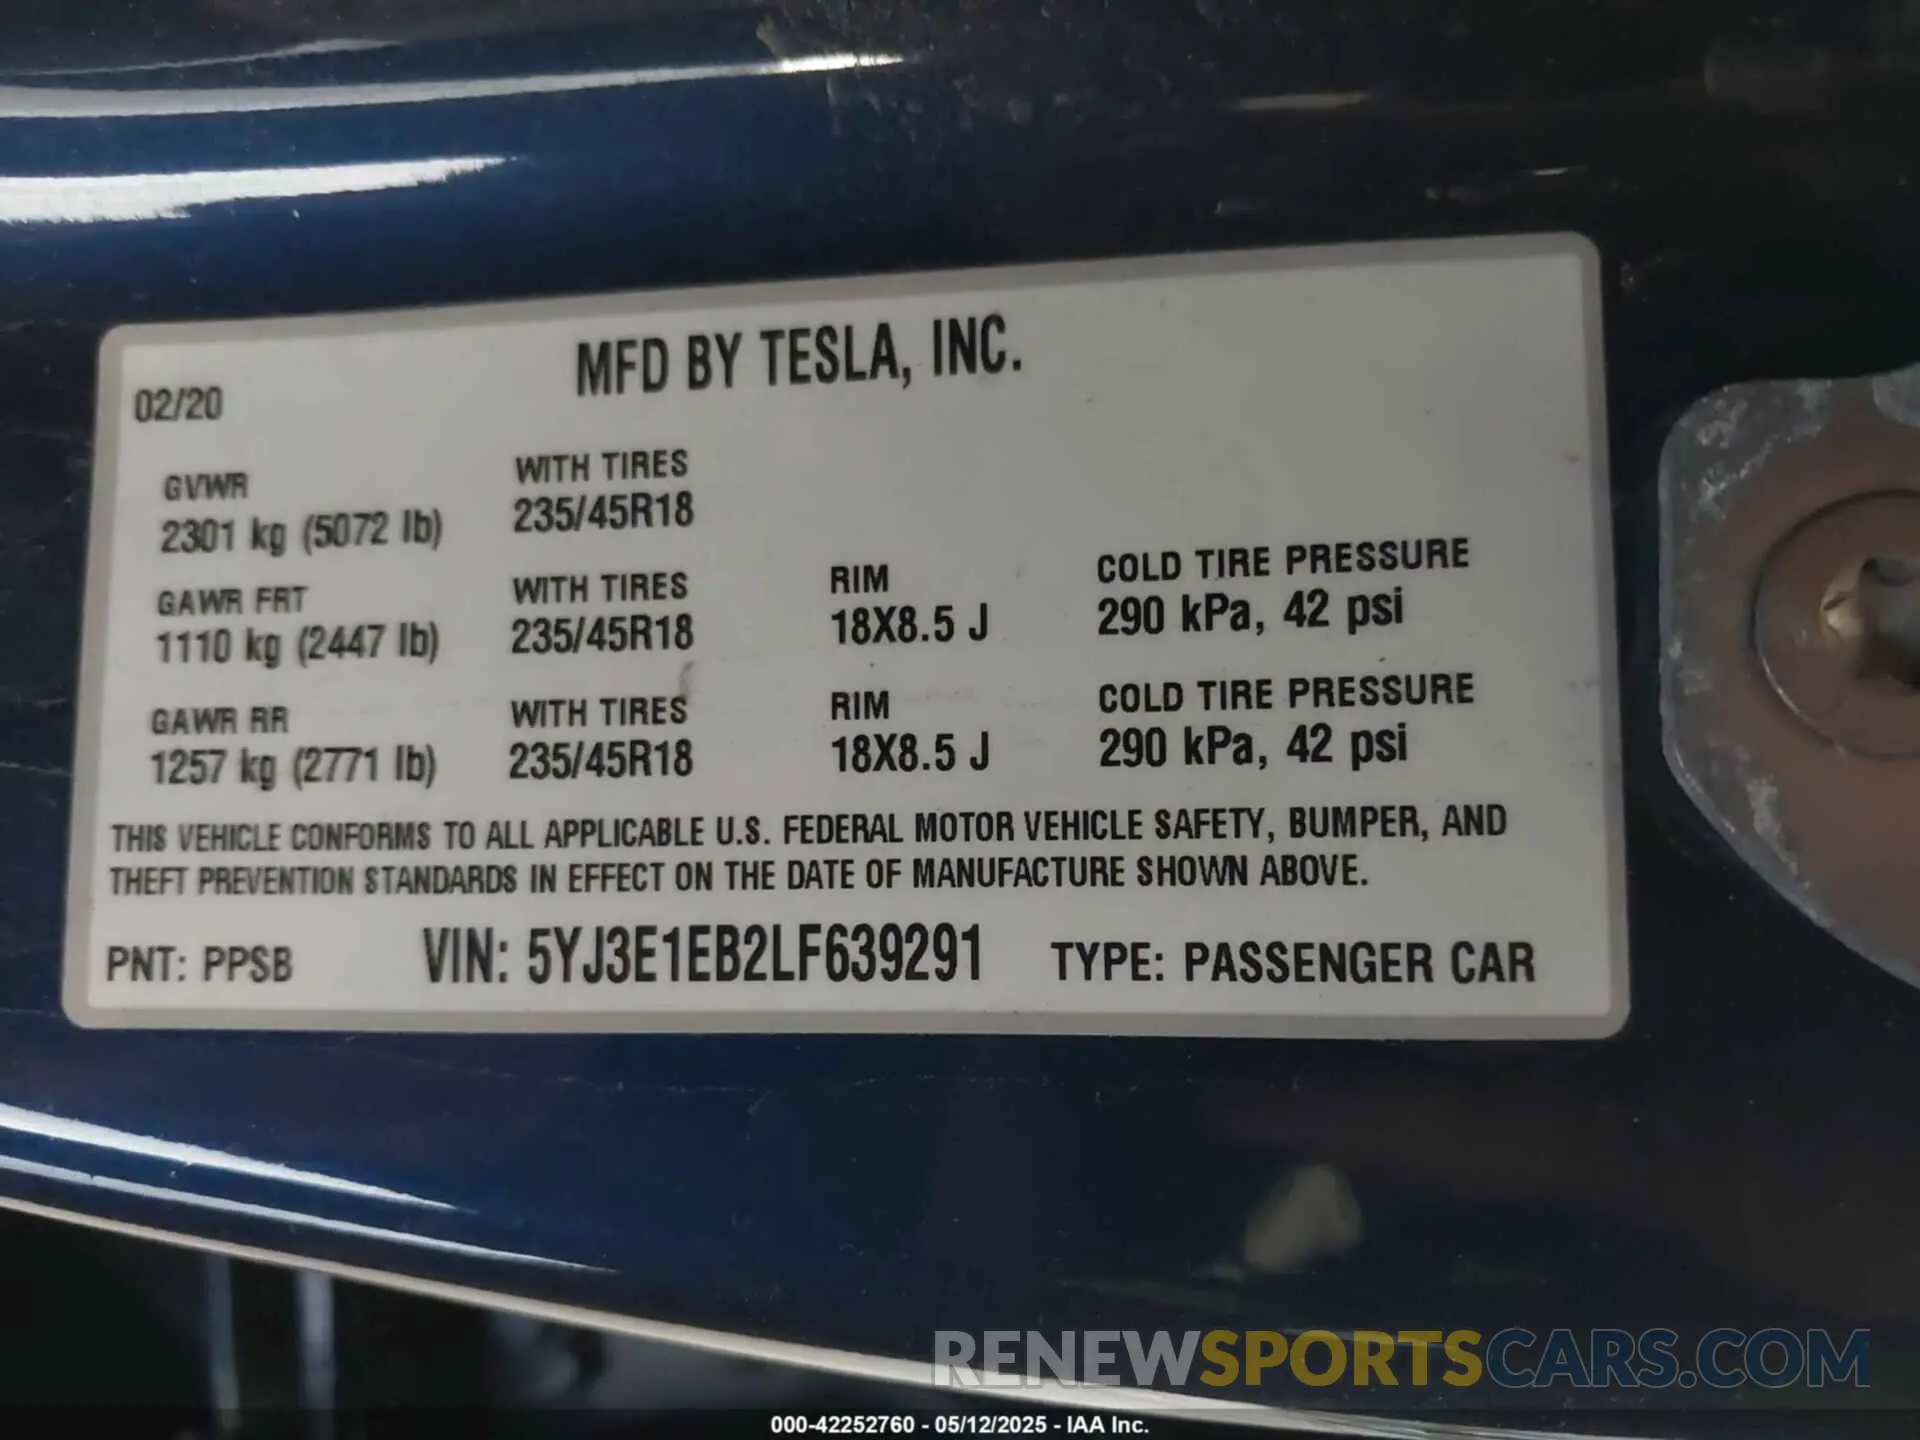 MFD BY TESLA, INC.
02/20
GVWR
2301 kg (5072 lb)
WITH TIRES
235/45R18
GAWR FRT
1110 kg (2447 lb)
WITH TIRES
235/45R18
RIM
18X8.5 J
COLD TIRE PRESSURE
290 kPa, 42 psi
GAWR RR
1257 kg (2771 lb)
WITH TIRES
235/45R18
RIM
18X8.5 J
COLD TIRE PRESSURE
290 kPa, 42 psi
THIS VEHICLE CONFORMS TO ALL APPLICABLE U.S. FEDERAL MOTOR VEHICLE SAFETY, BUMPER, AND
THEFT PREVENTION STANDARDS IN EFFECT ON THE DATE OF MANUFACTURE SHOWN ABOVE.
PNT: PPSB VIN: 5YJ3E1EB2LF639291 TYPE: PASSENGER CAR
RENEWSPORTSCARS.COM
000-42252760 - 05/12/2025 - IAA Inc.